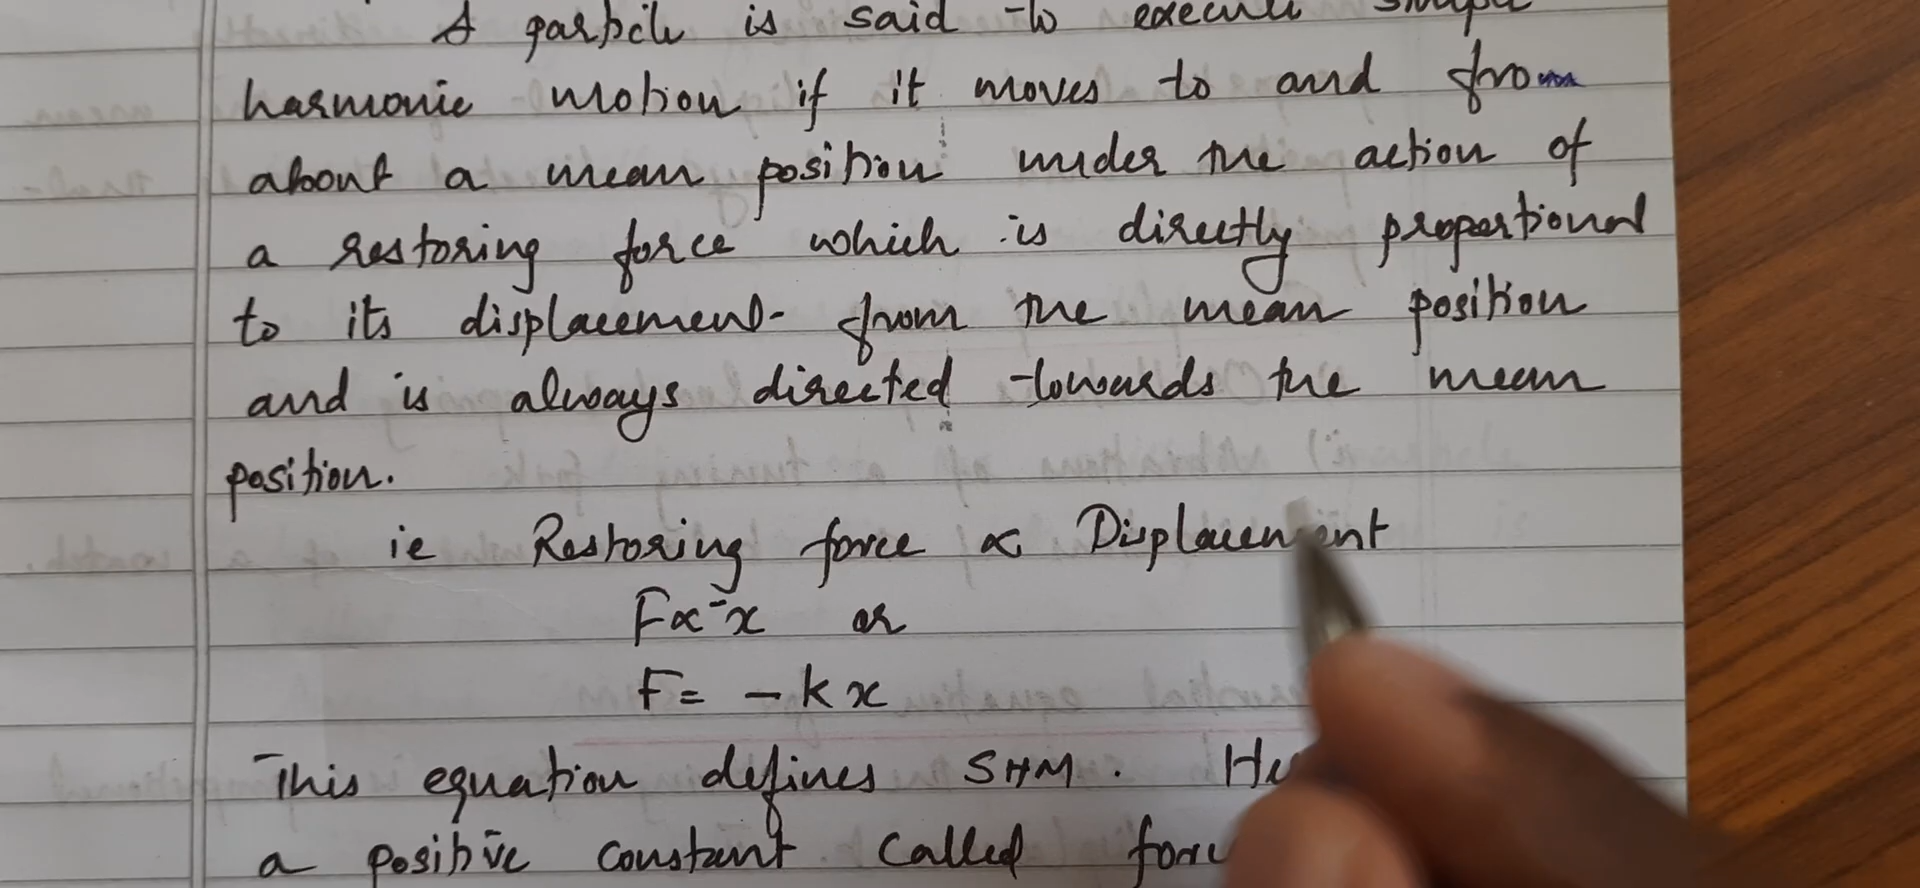 A particle is said to execute simple
harmonic motion if it moves to and from
about a mean position under the action of
a restoring force which is directly proportional
to its displacement from the mean position
and is always directed towards the mean
position.
ie Restoring force ∝ Displacement
F∝-x or
F= -kx
This equation defines SHM.
a positive constant called